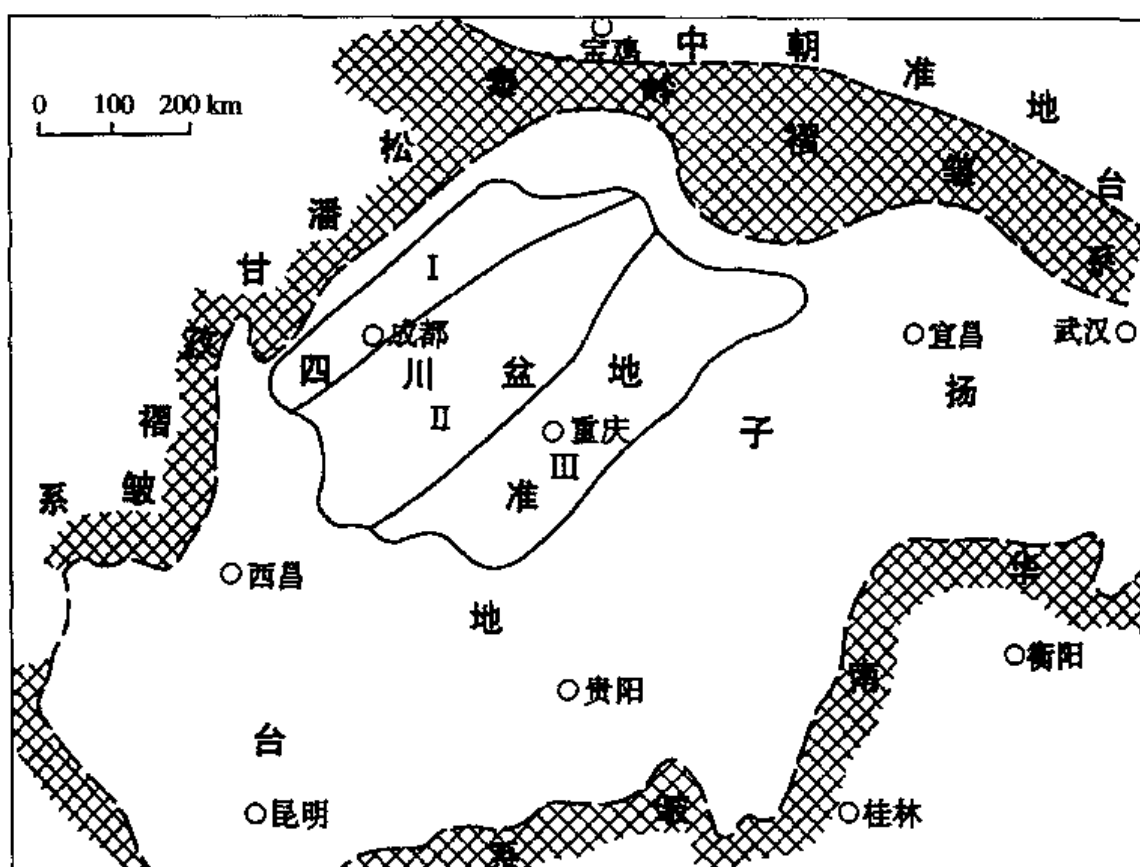 宝鸡
中朝准地台
0 100 200 km
秦岭褶皱系
松潘甘孜褶皱系
I
成都
四川盆地
宜昌
武汉
II
重庆
III
扬子准地台
西昌
华南
衡阳
贵阳
昆明
桂林